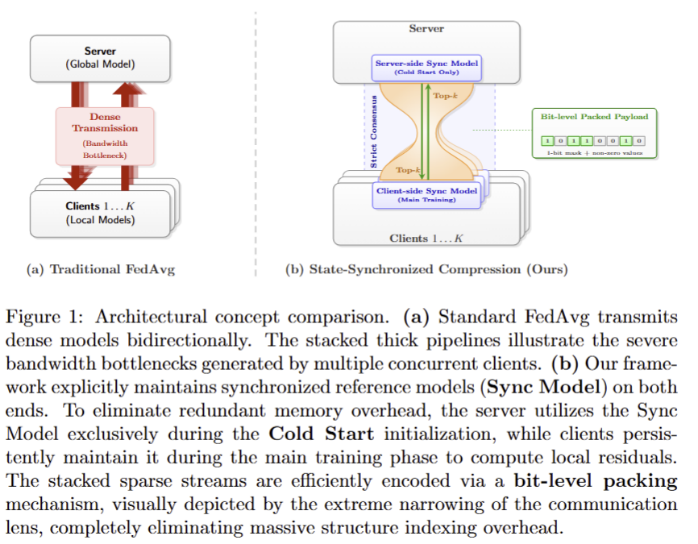 Server
(Global Model)
Dense
Transmission
(Bandwidth
Bottleneck)
Clients 1...K
(Local Models)
(a) Traditional FedAvg
Server
Server-side Sync Model
(Cold Start Only)
Top-k
Strict Consensus
Top-k
Client-side Sync Model
(Main Training)
Clients 1...K
Bit-level Packed Payload
1 0 1 1 0 0 1 0
1-bit mask + non-zero values
(b) State-Synchronized Compression (Ours)
Figure 1: Architectural concept comparison. (a) Standard FedAvg transmits
dense models bidirectionally. The stacked thick pipelines illustrate the severe
bandwidth bottlenecks generated by multiple concurrent clients. (b) Our frame-
work explicitly maintains synchronized reference models (Sync Model) on both
ends. To eliminate redundant memory overhead, the server utilizes the Sync
Model exclusively during the Cold Start initialization, while clients persis-
tently maintain it during the main training phase to compute local residuals.
The stacked sparse streams are efficiently encoded via a bit-level packing
mechanism, visually depicted by the extreme narrowing of the communication
lens, completely eliminating massive structure indexing overhead.